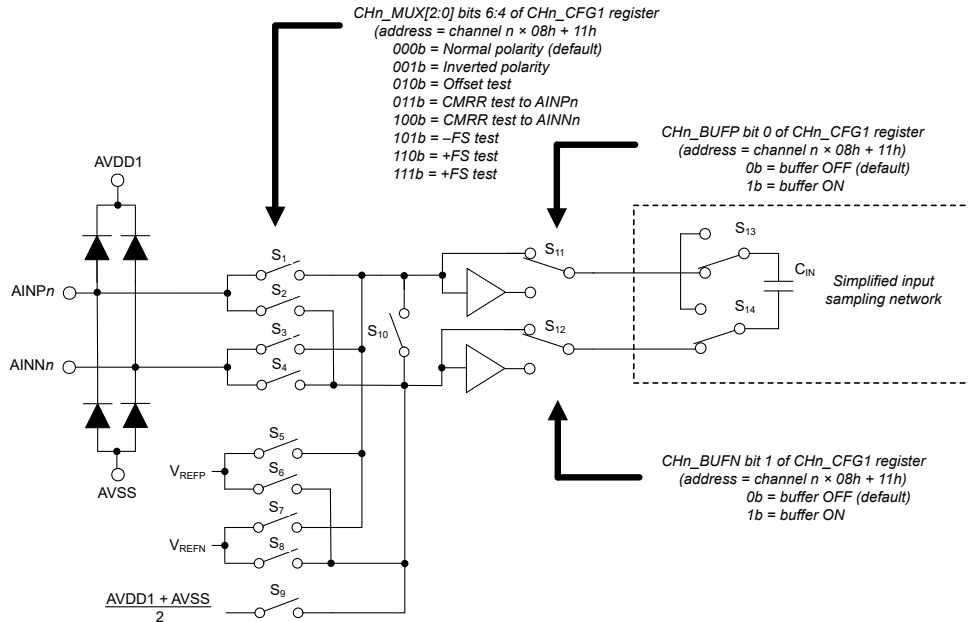 CHn_MUX[2:0] bits 6:4 of CHn_CFG1 register
(address = channel n × 08h + 11h
000b = Normal polarity (default)
001b = Inverted polarity
010b = Offset test
011b = CMRR test to AINPn
100b = CMRR test to AINNn
101b = –FS test
110b = +FS test
111b = +FS test
CHn_BUFP bit 0 of CHn_CFG1 register
(address = channel n × 08h + 11h)
0b = buffer OFF (default)
1b = buffer ON
AVDD1
S1
S2
S3
S4
S10
S11
S12
S13
S14
CIN
Simplified input
sampling network
AINPn
AINNn
AVSS
VREFP
S5
S6
VREFN
S7
S8
AVDD1 + AVSS
2
S9
CHn_BUFN bit 1 of CHn_CFG1 register
(address = channel n × 08h + 11h)
0b = buffer OFF (default)
1b = buffer ON